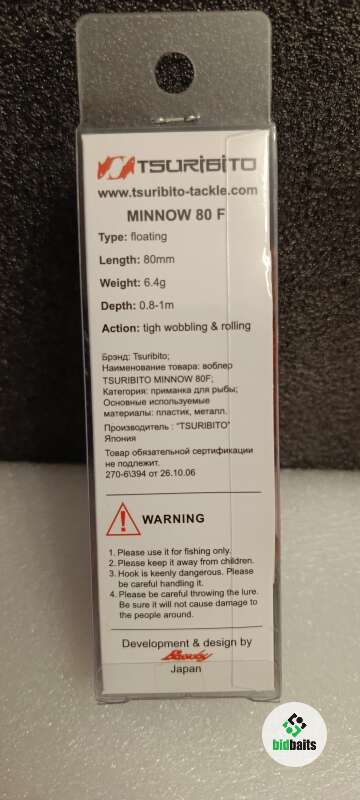 TSURIBITO
www.tsuribito-tackle.com
MINNOW 80 F
Type: floating
Length: 80mm
Weight: 6.4g
Depth: 0.8-1m
Action: tigh wobbling & rolling
Брэнд: Tsuribito;
Наименование товара: воблер
TSURIBITO MINNOW 80F;
Категория: приманка для рыбы;
Основные используемые
материалы: пластик, металл.
Производитель : "TSURIBITO"
Япония
Товар обязательной сертификации
не подлежит.
270-6\394 от 26.10.06
WARNING
1. Please use it for fishing only.
2. Please keep it away from children.
3. Hook is keenly dangerous. Please
be careful handling it.
4. Please be careful throwing the lure.
Be sure it will not cause damage to
the people around.
Development & design by
Japan
bidbaits